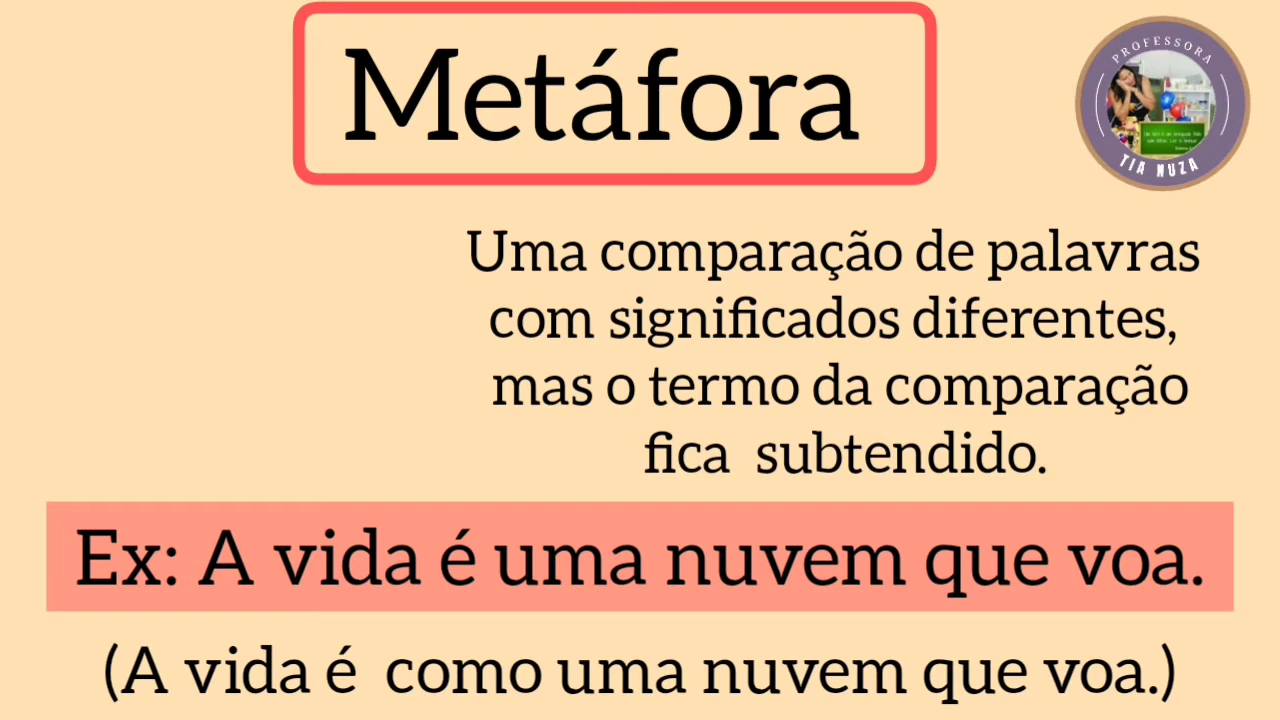 Metáfora
PROFESSORA
TIA NUZA
Uma comparação de palavras
com significados diferentes,
mas o termo da comparação
fica subtendido.
Ex: A vida é uma nuvem que voa.
(A vida é como uma nuvem que voa.)